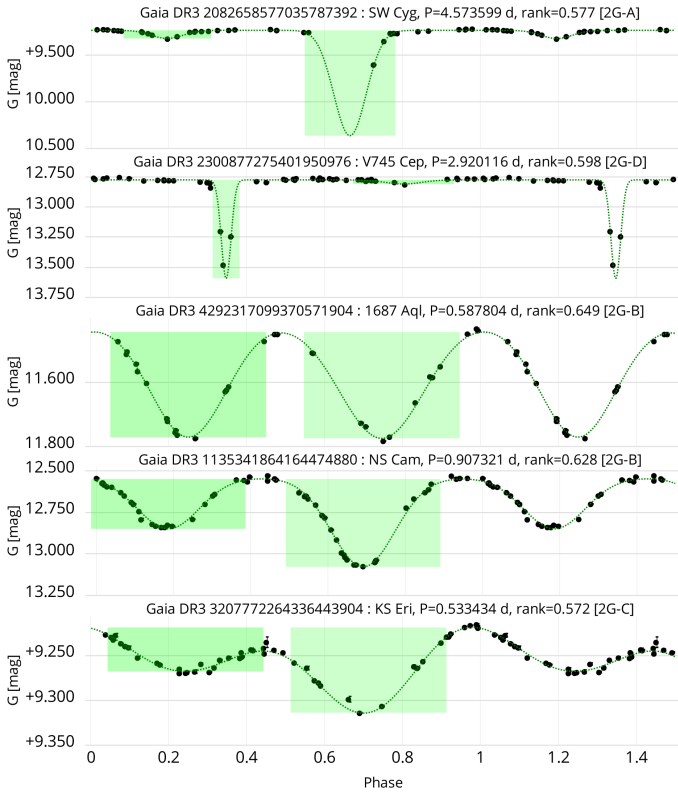 Gaia DR3 2082658577035787392 : SW Cyg, P=4.573599 d, rank=0.577 [2G-A]
+9.500
10.000
10.500
G [mag]
Gaia DR3 2300877275401950976 : V745 Cep, P=2.920116 d, rank=0.598 [2G-D]
12.750
13.000
13.250
13.500
13.750
G [mag]
Gaia DR3 4292317099370571904 : 1687 Aql, P=0.587804 d, rank=0.649 [2G-B]
11.600
11.800
G [mag]
Gaia DR3 1135341864164474880 : NS Cam, P=0.907321 d, rank=0.628 [2G-B]
12.500
12.750
13.000
13.250
G [mag]
Gaia DR3 3207772264336443904 : KS Eri, P=0.533434 d, rank=0.572 [2G-C]
+9.250
+9.300
+9.350
G [mag]
0 0.2 0.4 0.6 0.8 1 1.2 1.4
Phase